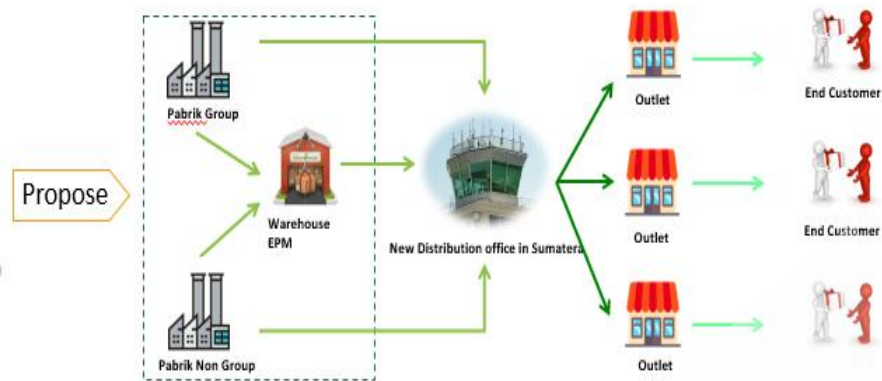 Propose
Pabrik Group
Warehouse
EPM
Pabrik Non Group
New Distribution office in Sumatera
Outlet
End Customer
Outlet
End Customer
Outlet